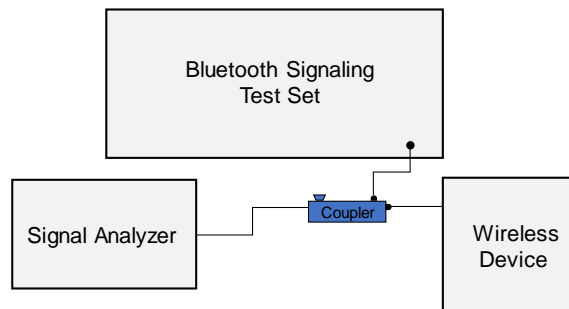 Bluetooth Signaling
Test Set
Signal Analyzer
Coupler
Wireless
Device